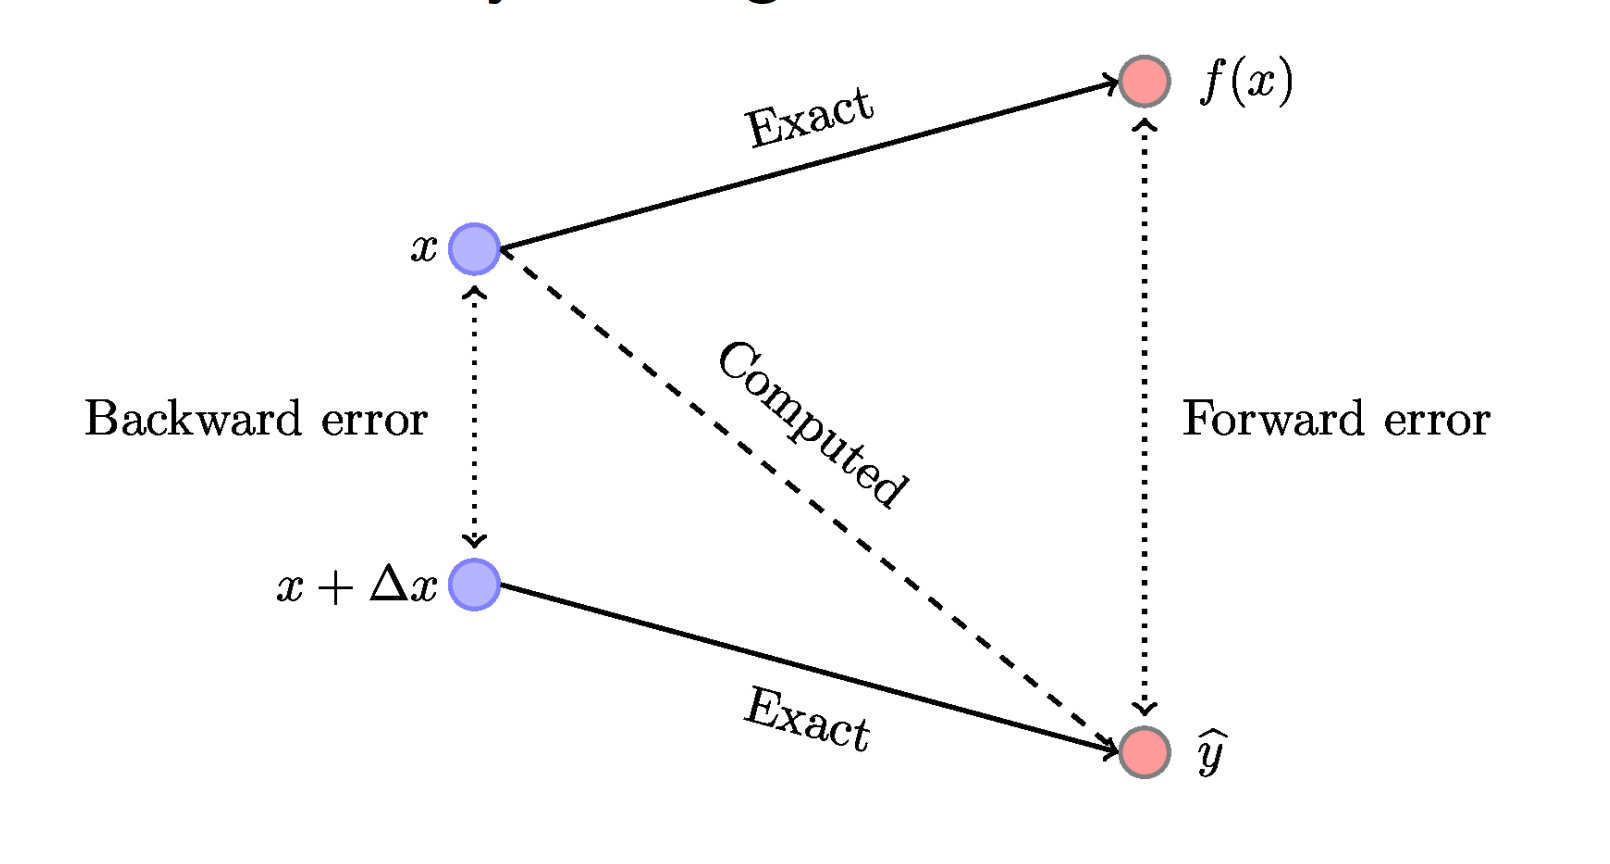 Exact
f(x)
x
Computed
Backward error
Forward error
x + Δx
Exact
ŷ